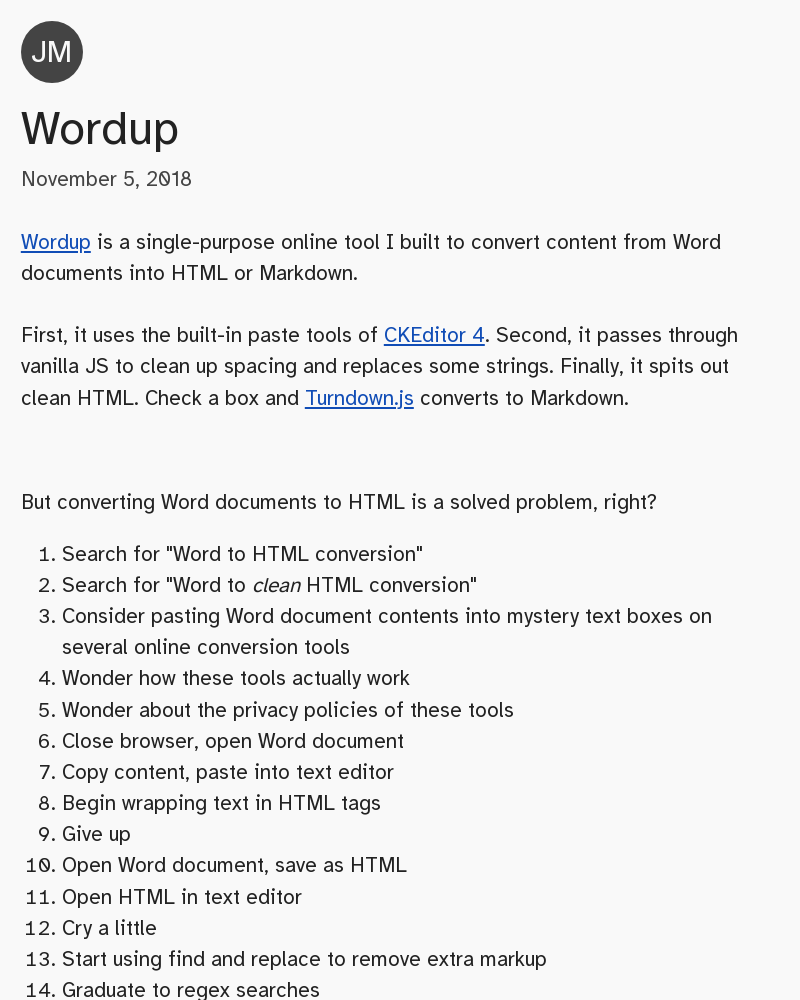 JM
Wordup
November 5, 2018
Wordup is a single-purpose online tool I built to convert content from Word
documents into HTML or Markdown.
First, it uses the built-in paste tools of CKEditor 4. Second, it passes through
vanilla JS to clean up spacing and replaces some strings. Finally, it spits out
clean HTML. Check a box and Turndown.js converts to Markdown.
But converting Word documents to HTML is a solved problem, right?
1. Search for "Word to HTML conversion"
2. Search for "Word to clean HTML conversion"
3. Consider pasting Word document contents into mystery text boxes on
several online conversion tools
4. Wonder how these tools actually work
5. Wonder about the privacy policies of these tools
6. Close browser, open Word document
7. Copy content, paste into text editor
8. Begin wrapping text in HTML tags
9. Give up
10. Open Word document, save as HTML
11. Open HTML in text editor
12. Cry a little
13. Start using find and replace to remove extra markup
14. Graduate to regex searches